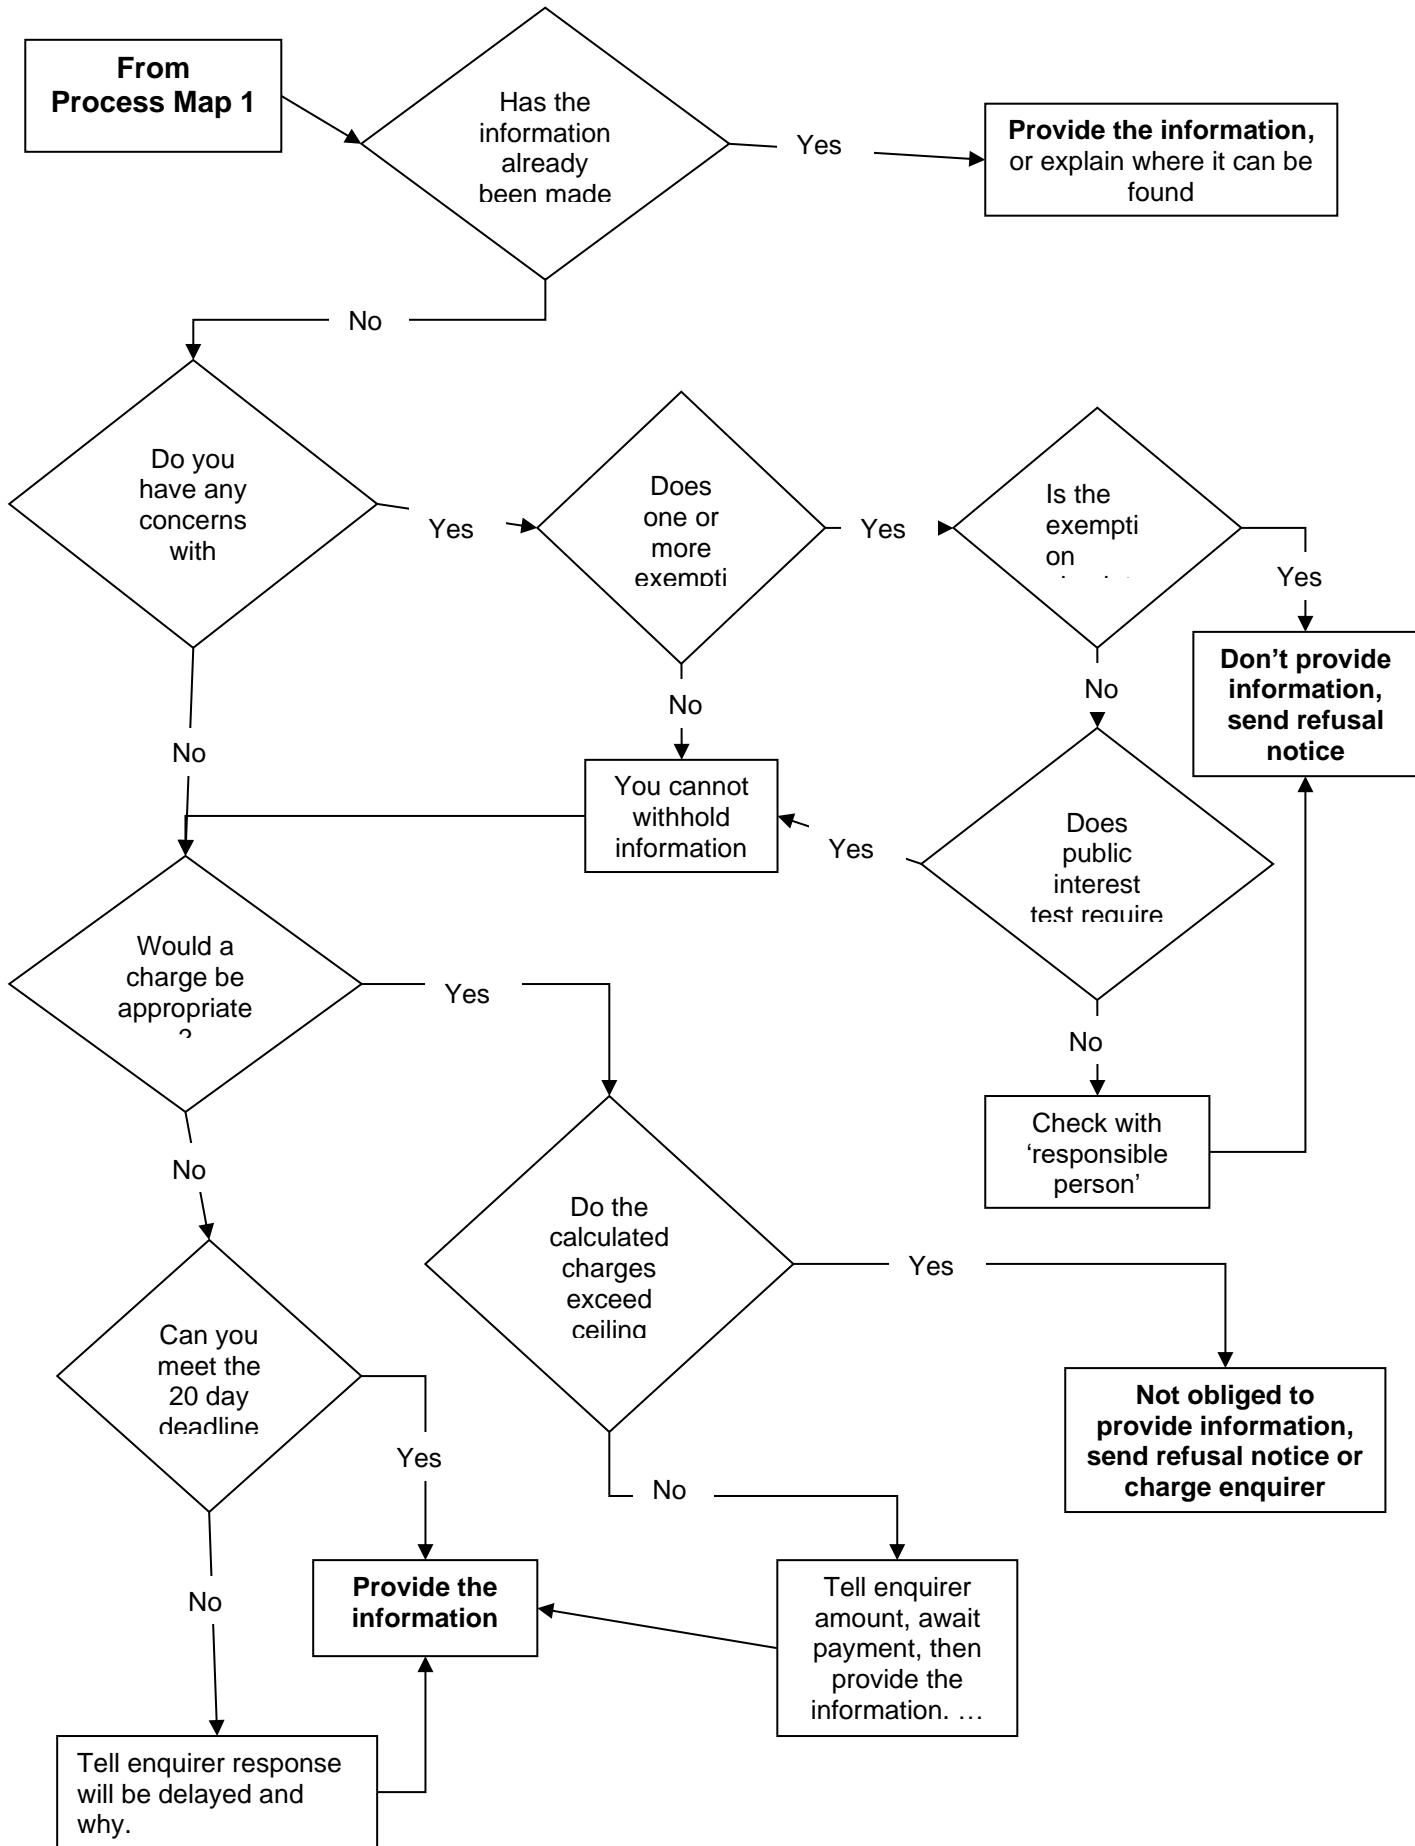 From
Process Map 1
Has the
information
already
been made
Yes
Provide the information,
or explain where it can be
found
No
Do you
have any
concerns
with
Yes
Does
one or
more
exempti
Yes
Is the
exempti
on
Yes
No
No
Don’t provide
information,
send refusal
notice
No
You cannot
withhold
information
Yes
Does
public
interest
test require
Would a
charge be
appropriate
?
Yes
No
Check with
‘responsible
person’
No
Do the
calculated
charges
exceed
ceiling
Yes
Can you
meet the
20 day
deadline
Yes
Not obliged to
provide information,
send refusal notice or
charge enquirer
No
No
Provide the
information
Tell enquirer
amount, await
payment, then
provide the
information. …
Tell enquirer response
will be delayed and
why.